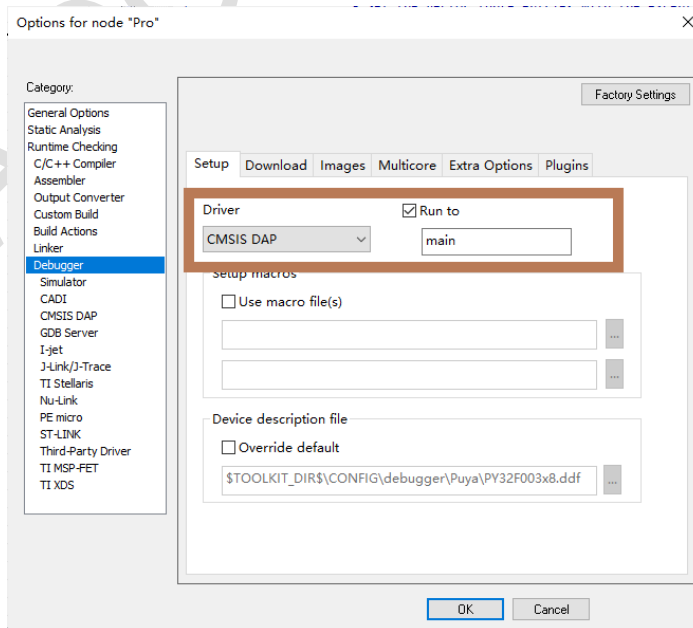 Options for node "Pro"
Category:
Factory Settings
General Options
Static Analysis
Runtime Checking
C/C++ Compiler
Assembler
Output Converter
Custom Build
Build Actions
Linker
Debugger
Simulator
CADI
CMSIS DAP
GDB Server
I-jet
J-Link/J-Trace
TI Stellaris
Nu-Link
PE micro
ST-LINK
Third-Party Driver
TI MSP-FET
TI XDS
Setup Download Images Multicore Extra Options Plugins
Driver Run to
CMSIS DAP main
Setup macros
Use macro file(s)
...
...
Device description file
Override default
$TOOLKIT_DIR$\CONFIG\debugger\Puya\PY32F003x8.ddf ...
OK Cancel